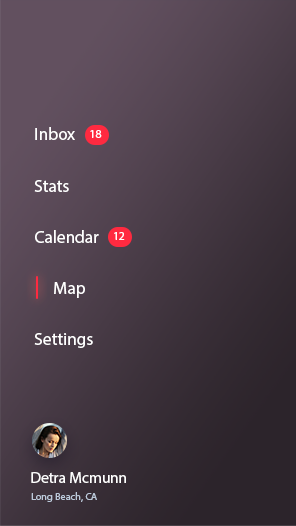 Inbox 18
Stats
Calendar 12
Map
Settings
Detra Mcmunn
Long Beach, CA